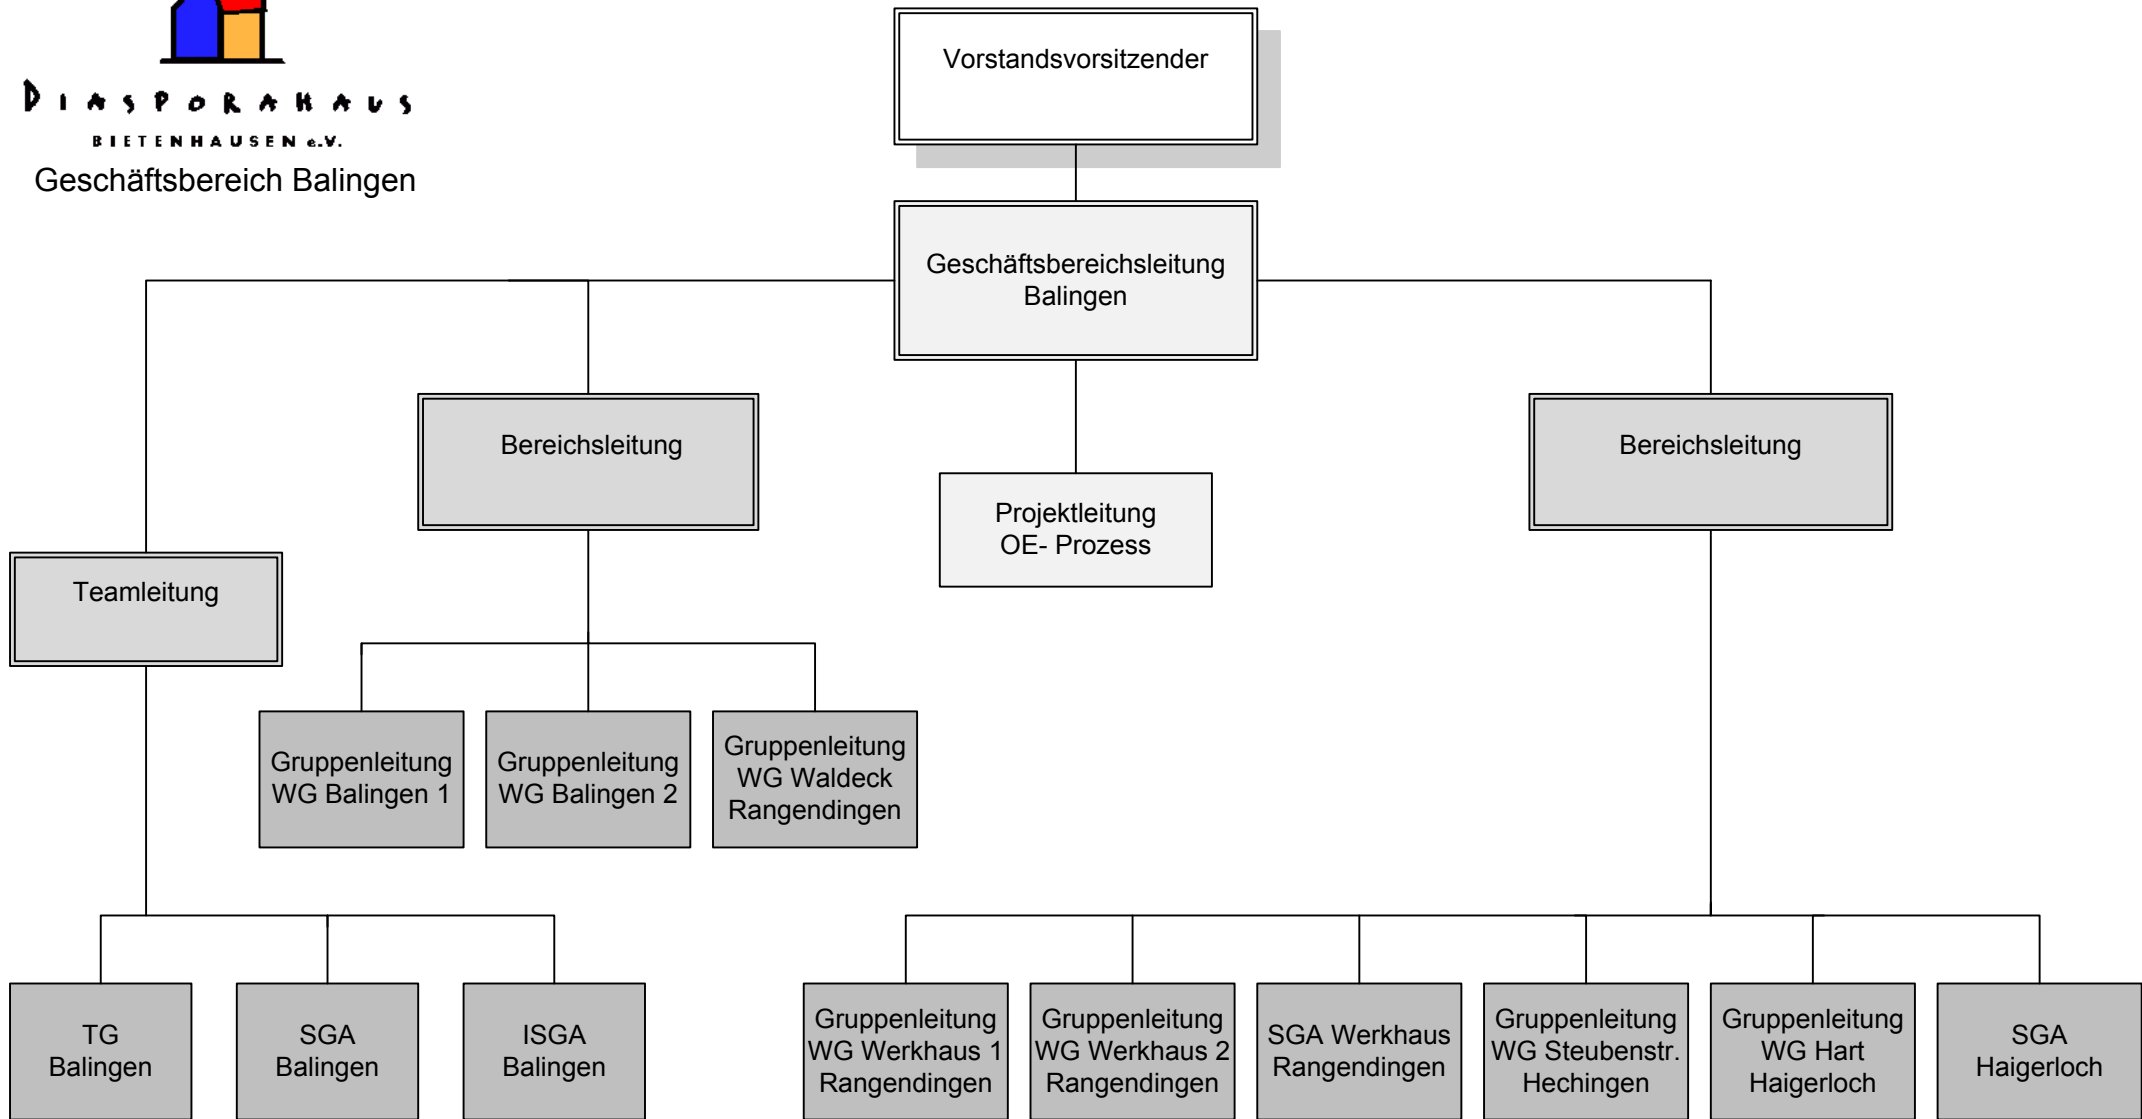 DIASPORAHAUS
BIETENHAUSEN e.V.
Geschäftsbereich Balingen
Vorstandsvorsitzender
Geschäftsbereichsleitung
Balingen
Bereichsleitung
Bereichsleitung
Projektleitung
OE- Prozess
Teamleitung
Gruppenleitung
WG Balingen 1
Gruppenleitung
WG Balingen 2
Gruppenleitung
WG Waldeck
Rangendingen
TG
Balingen
SGA
Balingen
ISGA
Balingen
Gruppenleitung
WG Werkhaus 1
Rangendingen
Gruppenleitung
WG Werkhaus 2
Rangendingen
SGA Werkhaus
Rangendingen
Gruppenleitung
WG Steubenstr.
Hechingen
Gruppenleitung
WG Hart
Haigerloch
SGA
Haigerloch